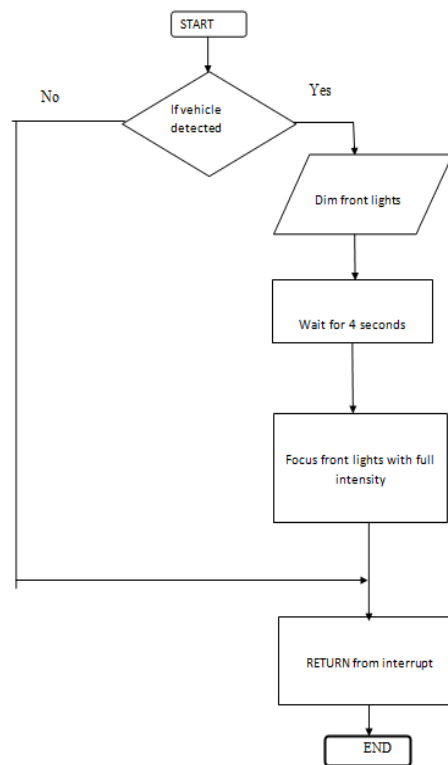 START
No
Yes
If vehicle
detected
Dim front lights
Wait for 4 seconds
Focus front lights with full
intensity
RETURN from interrupt
END